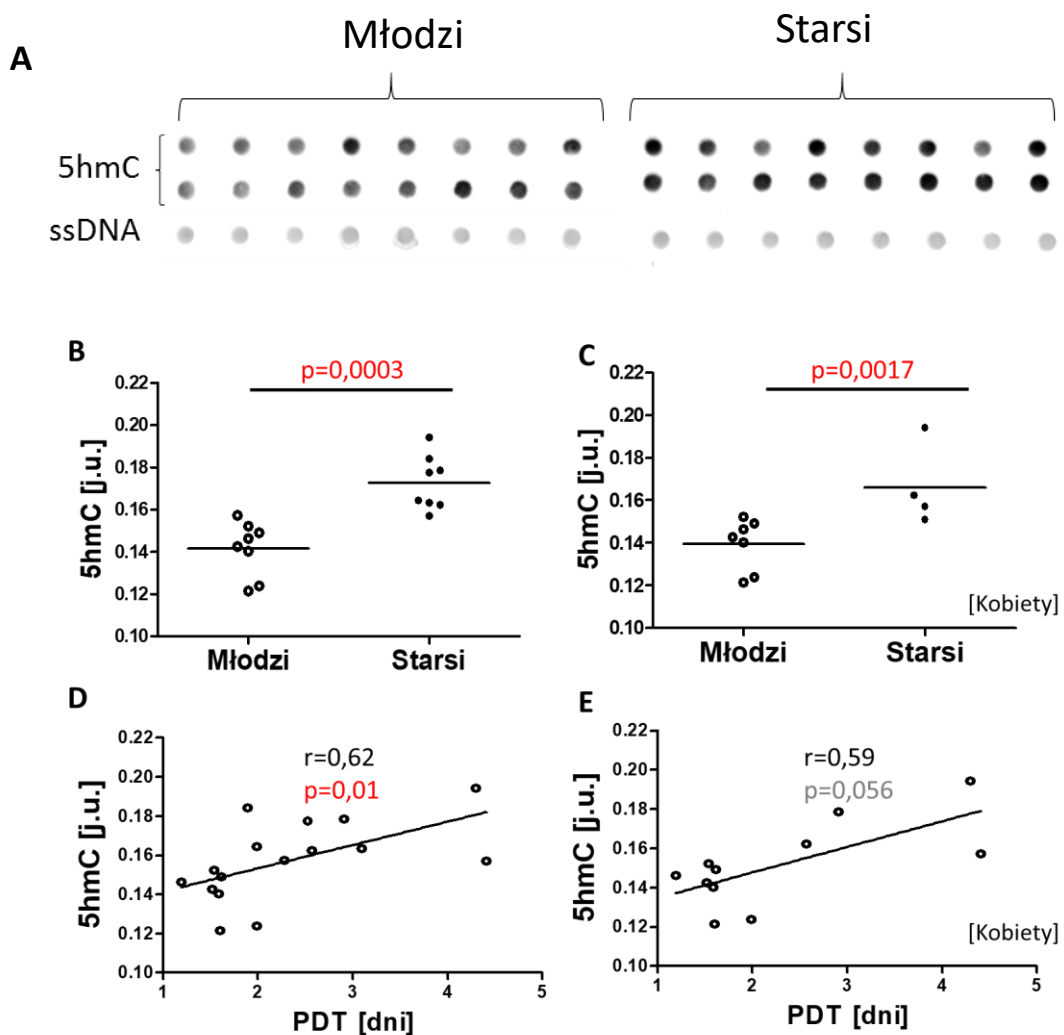 A
Młodzi
Starsi
5hmC
ssDNA
B
p=0,0003
0.22
0.20
0.18
0.16
0.14
0.12
0.10
5hmC [j.u.]
Młodzi
Starsi
C
p=0,0017
0.22
0.20
0.18
0.16
0.14
0.12
0.10
5hmC [j.u.]
[Kobiety]
Młodzi
Starsi
D
r=0,62
p=0,01
0.22
0.20
0.18
0.16
0.14
0.12
0.10
5hmC [j.u.]
1
2
3
4
5
PDT [dni]
E
r=0,59
p=0,056
0.22
0.20
0.18
0.16
0.14
0.12
0.10
5hmC [j.u.]
[Kobiety]
1
2
3
4
5
PDT [dni]